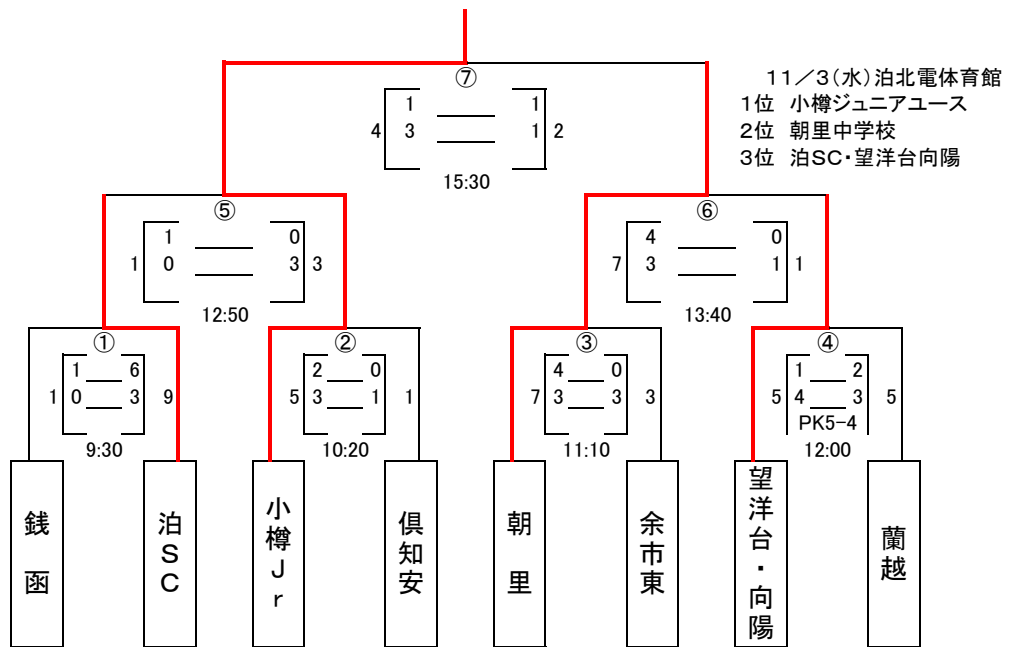 ⑦
11／3(水)泊北電体育館
1位 小樽ジュニアユース
2位 朝里中学校
3位 泊SC・望洋台向陽
1 1
4 3 1 2
15:30
⑤ ⑥
1 0 4 0
1 0 3 3 7 3 1 1
12:50 13:40
① ② ③ ④
1 6 2 0 4 0 1 2
1 0 3 9 5 3 1 1 7 3 3 3 5 4 3 5
PK5-4
9:30 10:20 11:10 12:00
銭函
泊SC
小樽Jr
倶知安
朝里
余市東
望洋台・向陽
蘭越